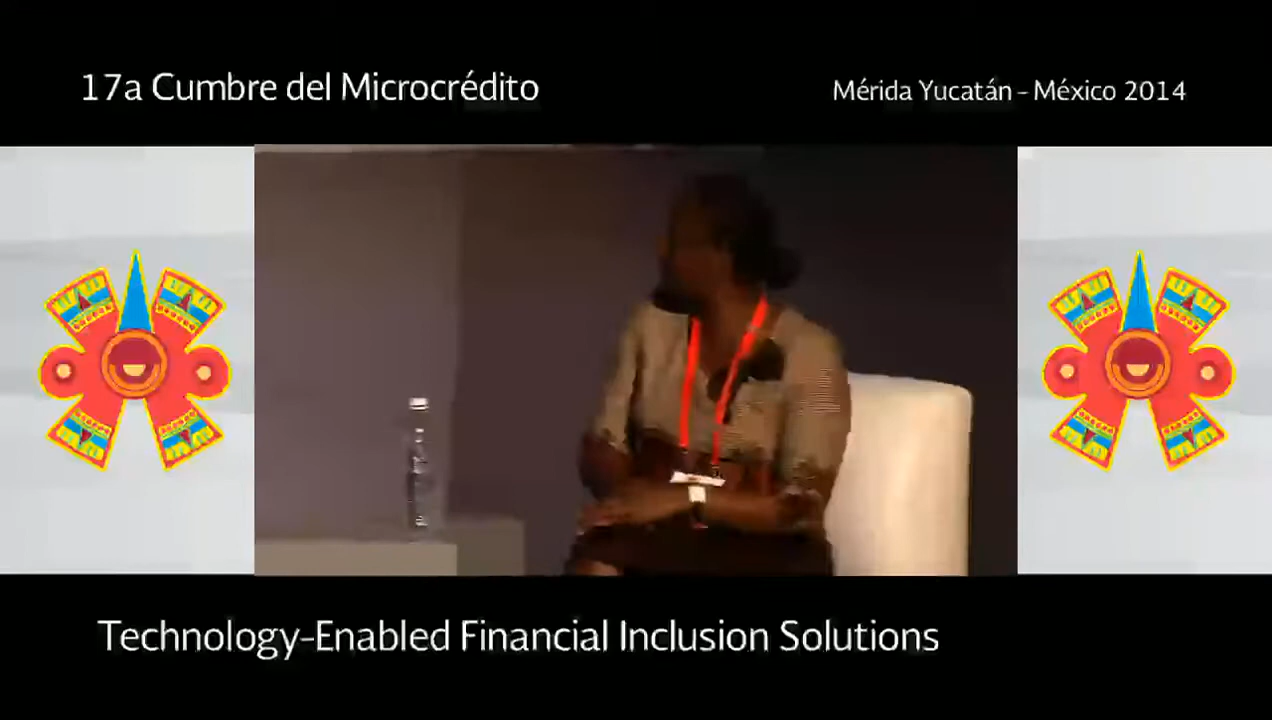 17a Cumbre del Microcrédito
Mérida Yucatán - México 2014
Technology-Enabled Financial Inclusion Solutions